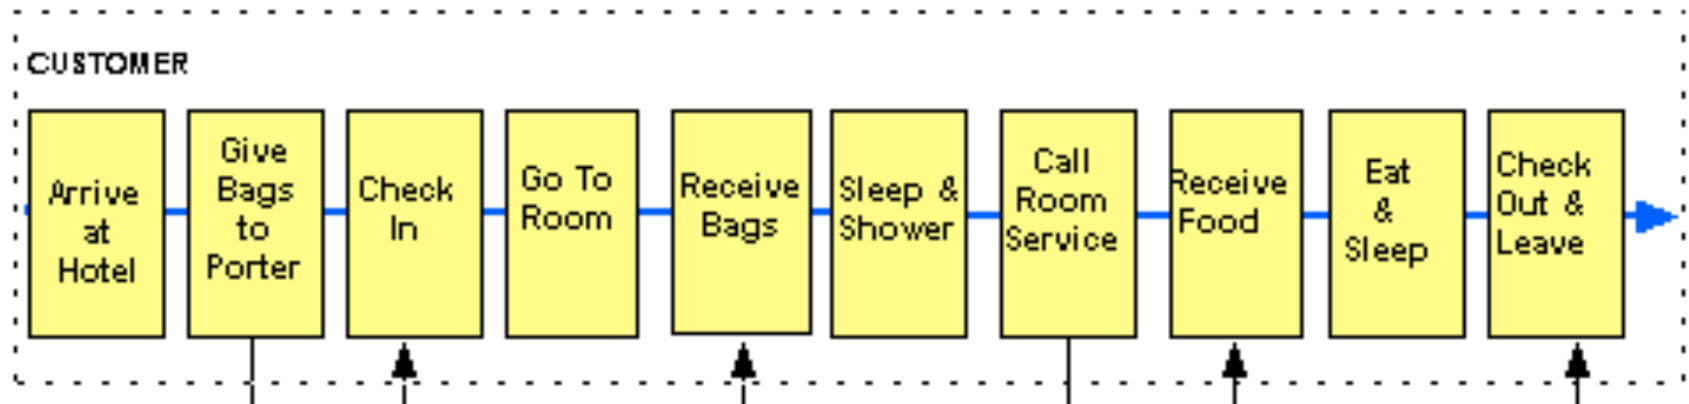 CUSTOMER
Arrive
at
Hotel
Give
Bags
to
Porter
Check
In
Go To
Room
Receive
Bags
Sleep &
Shower
Call
Room
Service
Receive
Food
Eat
&
Sleep
Check
Out &
Leave